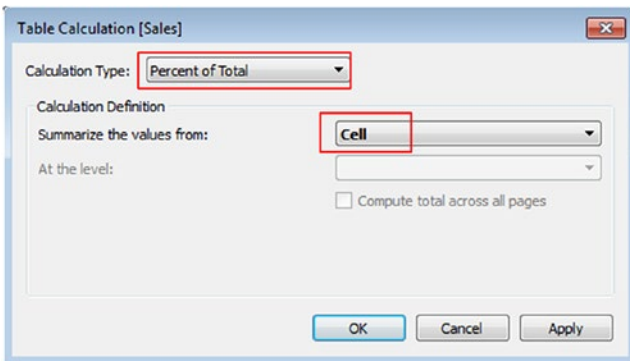 Table Calculation [Sales]
Calculation Type: Percent of Total
Calculation Definition
Summarize the values from: Cell
At the level:
Compute total across all pages
OK Cancel Apply